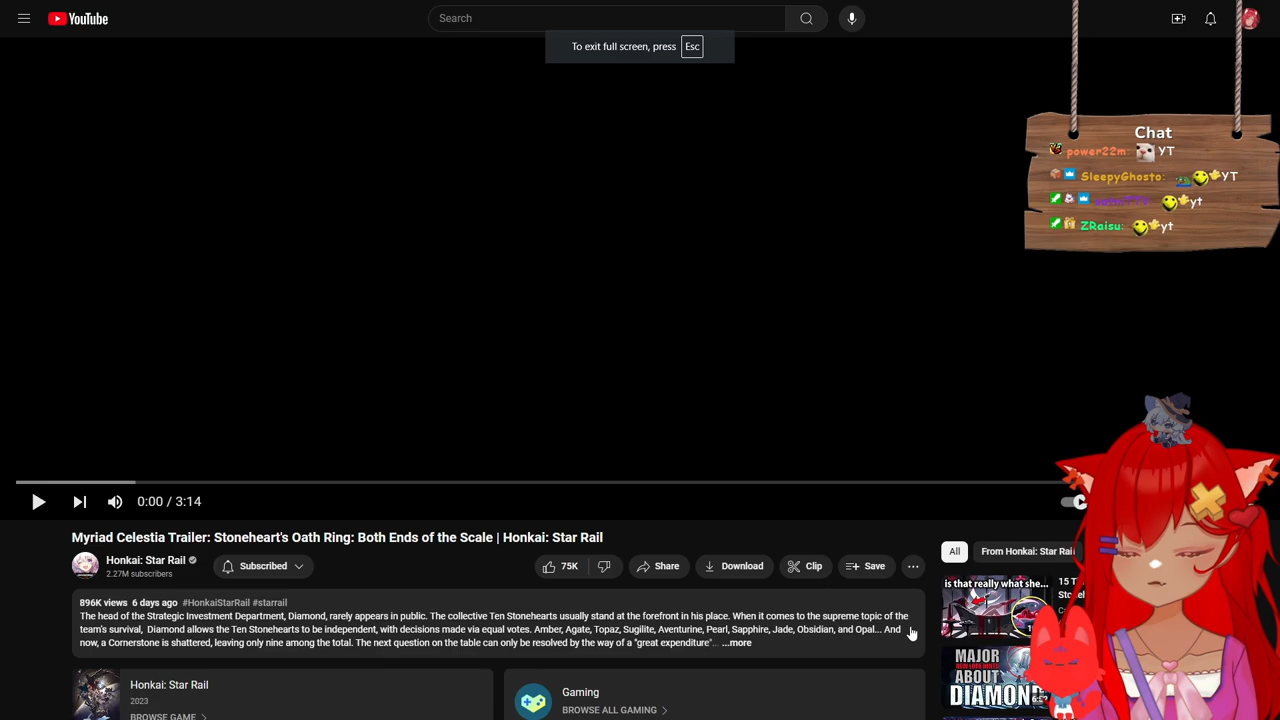 YouTube
Search
To exit full screen, press Esc
Chat
power22m: YT
SleepyGhosto: YT
yt
ZRaisu: yt
0:00 / 3:14
Myriad Celestia Trailer: Stoneheart's Oath Ring: Both Ends of the Scale | Honkai: Star Rail
Honkai: Star Rail
2.27M subscribers
Subscribed
75K
Share
Download
Clip
Save
896K views 6 days ago #HonkaiStarRail #starrail
The head of the Strategic Investment Department, Diamond, rarely appears in public. The collective Ten Stonehearts usually stand at the forefront in his place. When it comes to the supreme topic of the
team's survival, Diamond allows the Ten Stonehearts to be independent, with decisions made via equal votes. Amber, Agate, Topaz, Sugilite, Aventurine, Pearl, Sapphire, Jade, Obsidian, and Opal... And
now, a Cornerstone is shattered, leaving only nine among the total. The next question on the table can only be resolved by the way of a "great expenditure" ...more
Honkai: Star Rail
2023
BROWSE GAME
Gaming
BROWSE ALL GAMING
All
From Honkai: Star Rail
is that really what she...
15 T
Stone
MAJOR
ABOUT
DIAMOND